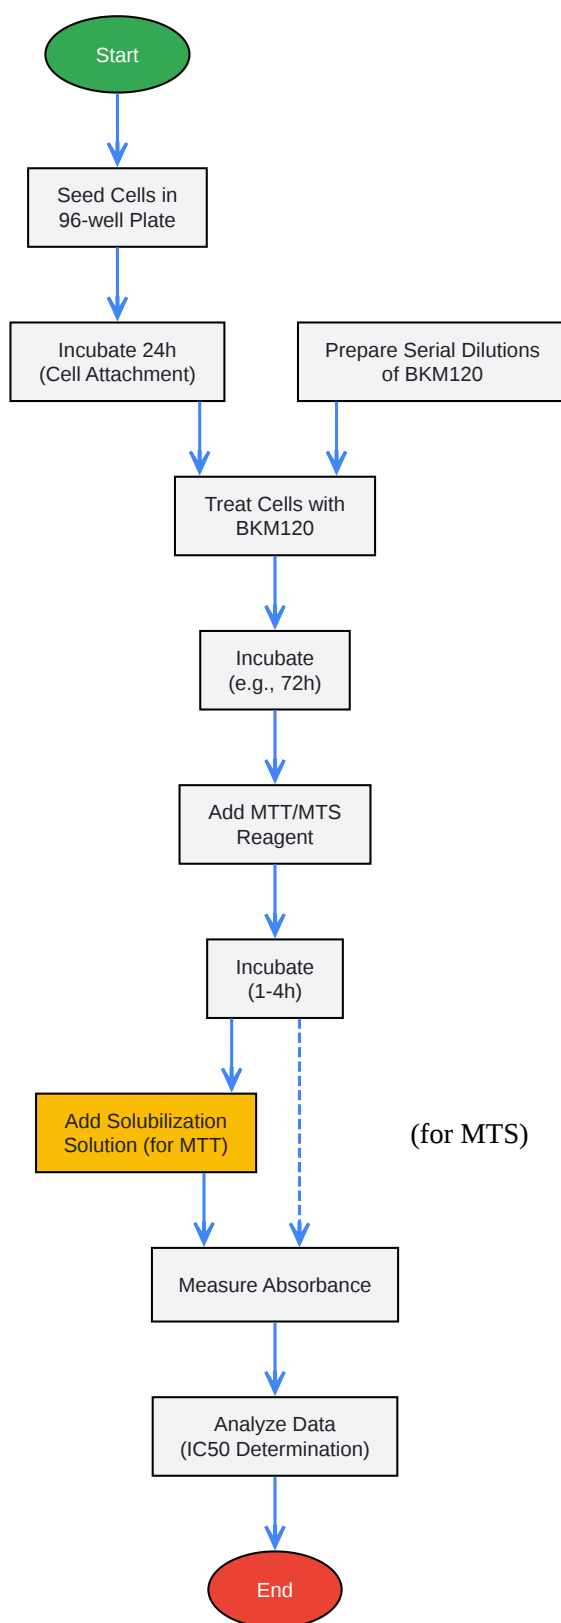 Start
Seed Cells in
96-well Plate
Incubate 24h
(Cell Attachment)
Prepare Serial Dilutions
of BKM120
Treat Cells with
BKM120
Incubate
(e.g., 72h)
Add MTT/MTS
Reagent
Incubate
(1-4h)
Add Solubilization
Solution (for MTT)
(for MTS)
Measure Absorbance
Analyze Data
(IC50 Determination)
End